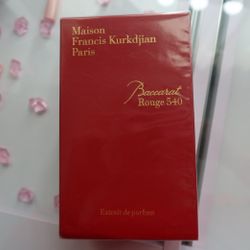 Maison
Francis Kurkdjian
Paris
Baccarat
Rouge 540
Extrait de parfum